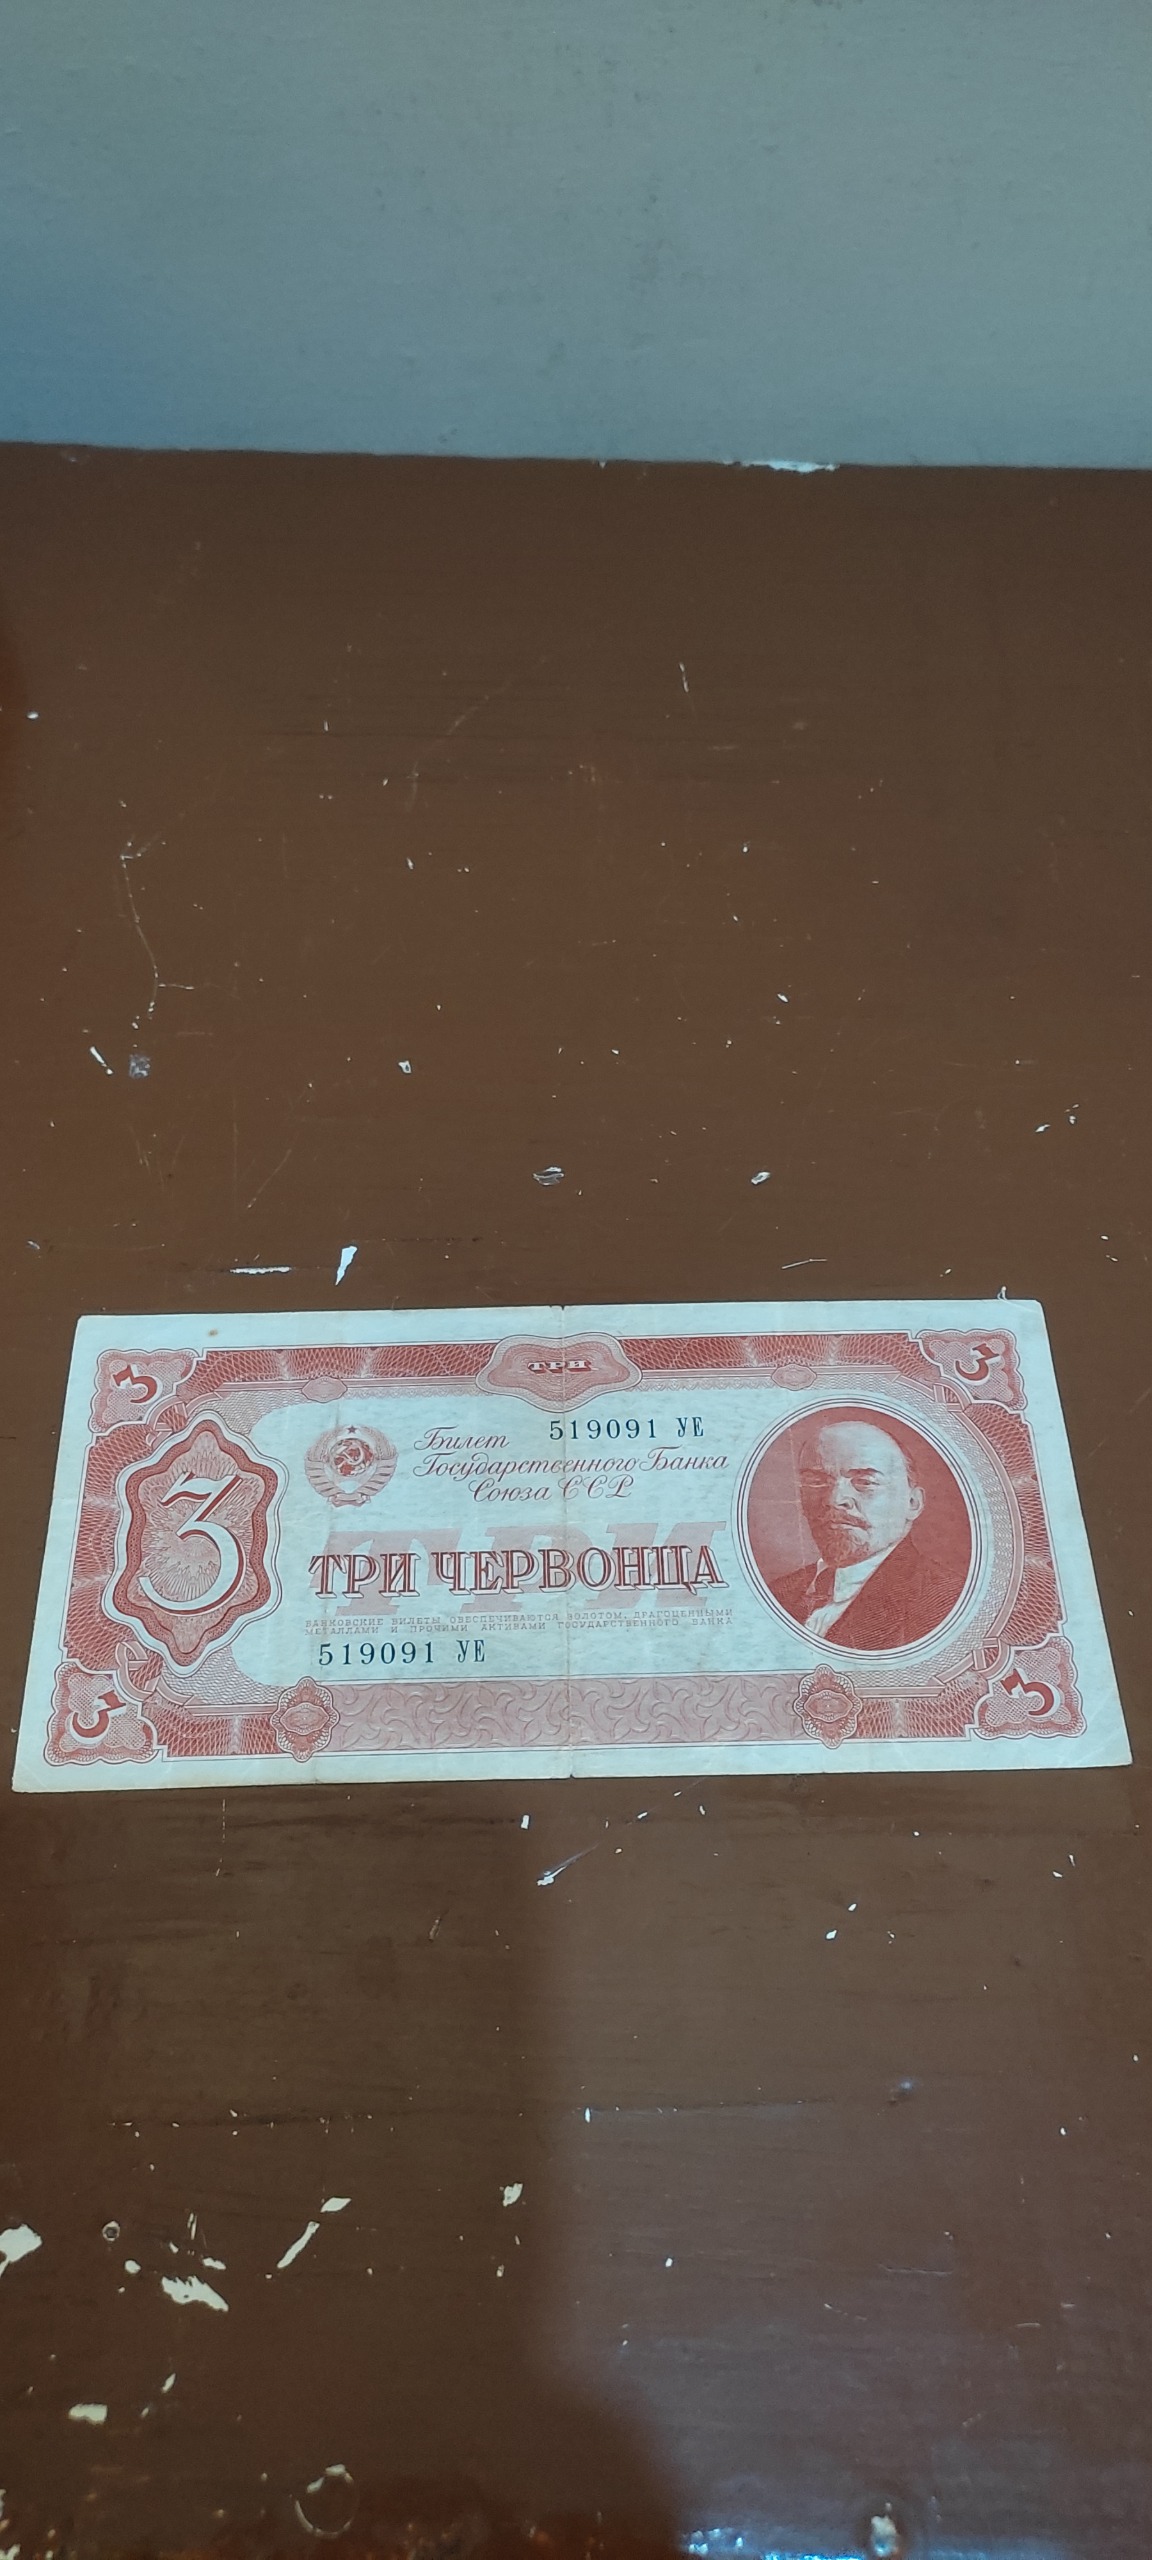 ТРИ
3 3
519091 УЕ
Билет
Государственного Банка
Союза ССР
3
ТРИ
ТРИ ЧЕРВОНЦА
БАНКОВСКИЕ БИЛЕТЫ ОБЕСПЕЧИВАЮТСЯ ЗОЛОТОМ, ДРАГОЦЕННЫМИ
МЕТАЛЛАМИ И ПРОЧИМИ АКТИВАМИ ГОСУДАРСТВЕННОГО БАНКА
519091 УЕ
3 3